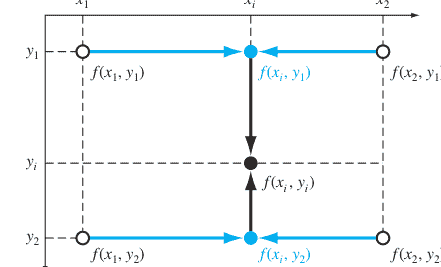 x₁ xᵢ x₂
y₁
f(x₁, y₁) f(xᵢ, y₁) f(x₂, y₁)
yᵢ
f(xᵢ, yᵢ)
y₂
f(x₁, y₂) f(xᵢ, y₂) f(x₂, y₂